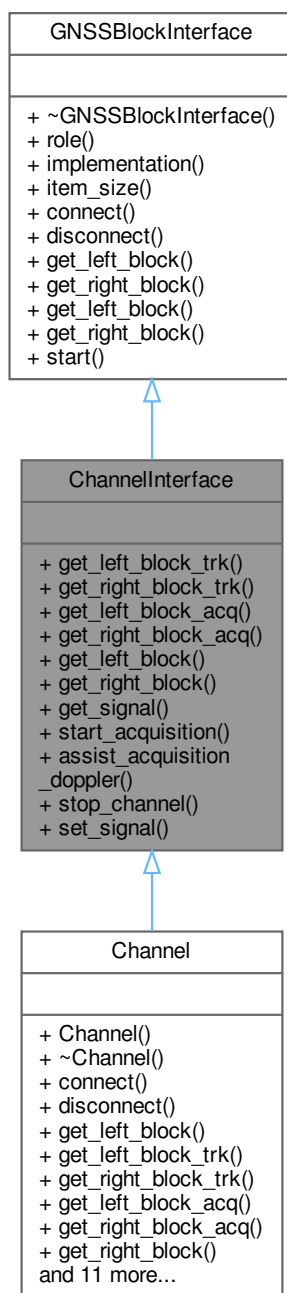 GNSSBlockInterface
+ ~GNSSBlockInterface()
+ role()
+ implementation()
+ item_size()
+ connect()
+ disconnect()
+ get_left_block()
+ get_right_block()
+ get_left_block()
+ get_right_block()
+ start()
ChannelInterface
+ get_left_block_trk()
+ get_right_block_trk()
+ get_left_block_acq()
+ get_right_block_acq()
+ get_left_block()
+ get_right_block()
+ get_signal()
+ start_acquisition()
+ assist_acquisition
_doppler()
+ stop_channel()
+ set_signal()
Channel
+ Channel()
+ ~Channel()
+ connect()
+ disconnect()
+ get_left_block()
+ get_left_block_trk()
+ get_right_block_trk()
+ get_left_block_acq()
+ get_right_block_acq()
+ get_right_block()
and 11 more...